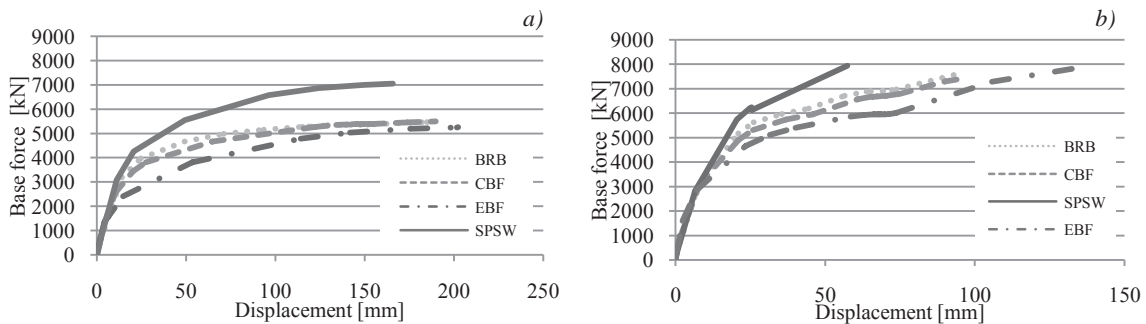 a)
9000
8000
7000
6000
5000
4000
3000
2000
1000
0
Base force [kN]
0 50 100 150 200 250
Displacement [mm]
BRB
CBF
EBF
SPSW
b)
9000
8000
7000
6000
5000
4000
3000
2000
1000
0
Base force [kN]
0 50 100 150
Displacement [mm]
BRB
CBF
SPSW
EBF